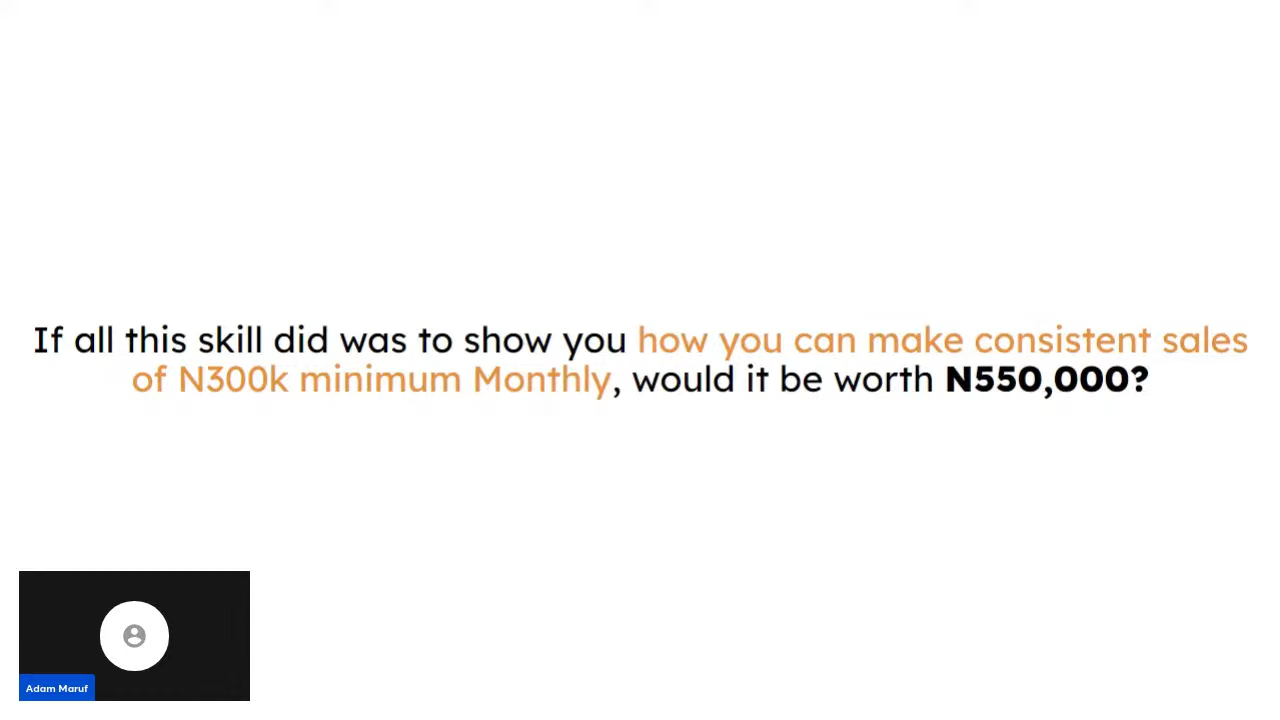 If all this skill did was to show you how you can make consistent sales
of N300k minimum Monthly, would it be worth N550,000?
Adam Maruf